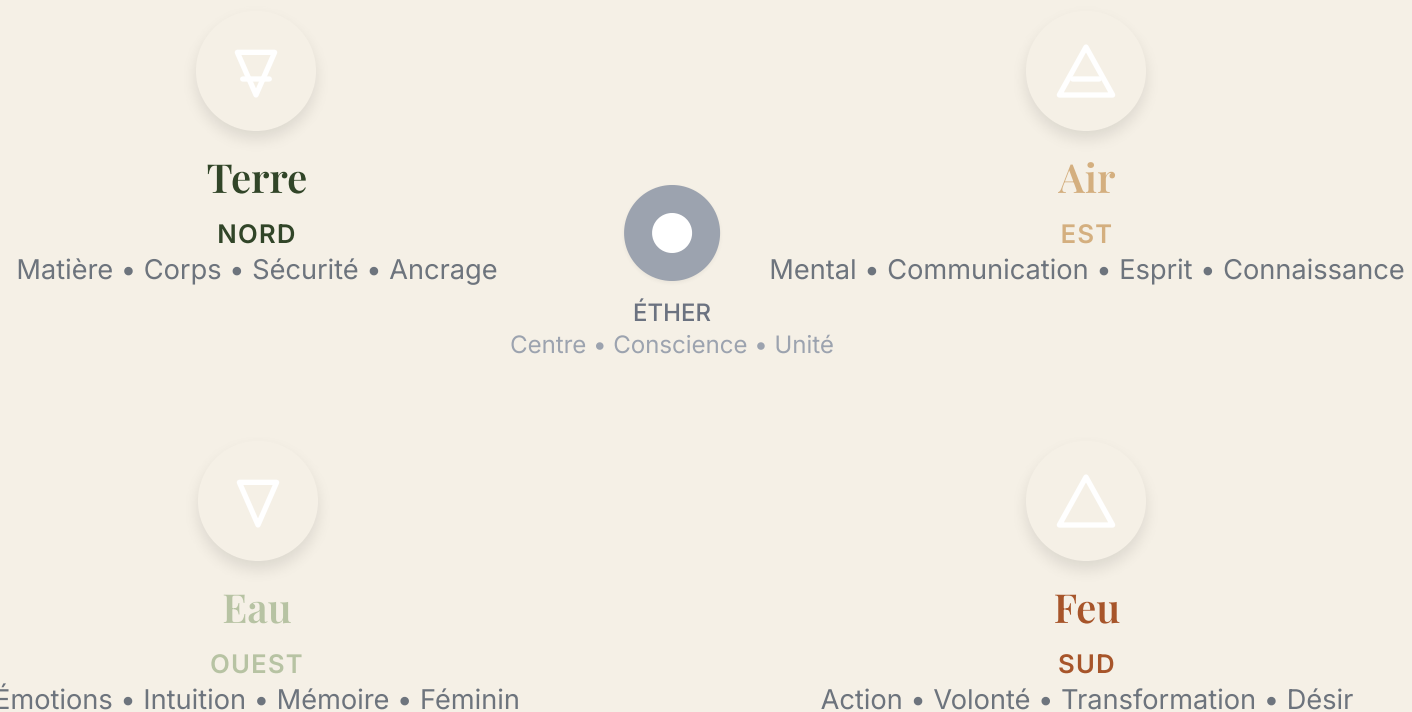 Terre
NORD
Matière • Corps • Sécurité • Ancrage
Air
EST
Mental • Communication • Esprit • Connaissance
ÉTHER
Centre • Conscience • Unité
Eau
OUEST
Émotions • Intuition • Mémoire • Féminin
Feu
SUD
Action • Volonté • Transformation • Désir